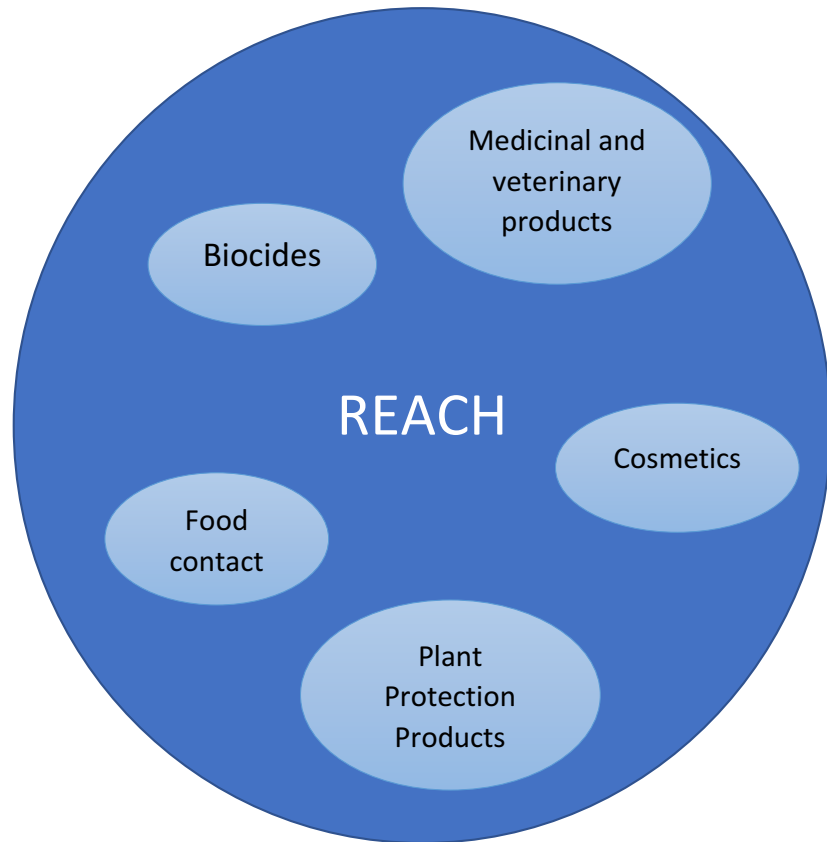 Medicinal and
veterinary
products
Biocides
REACH
Cosmetics
Food
contact
Plant
Protection
Products